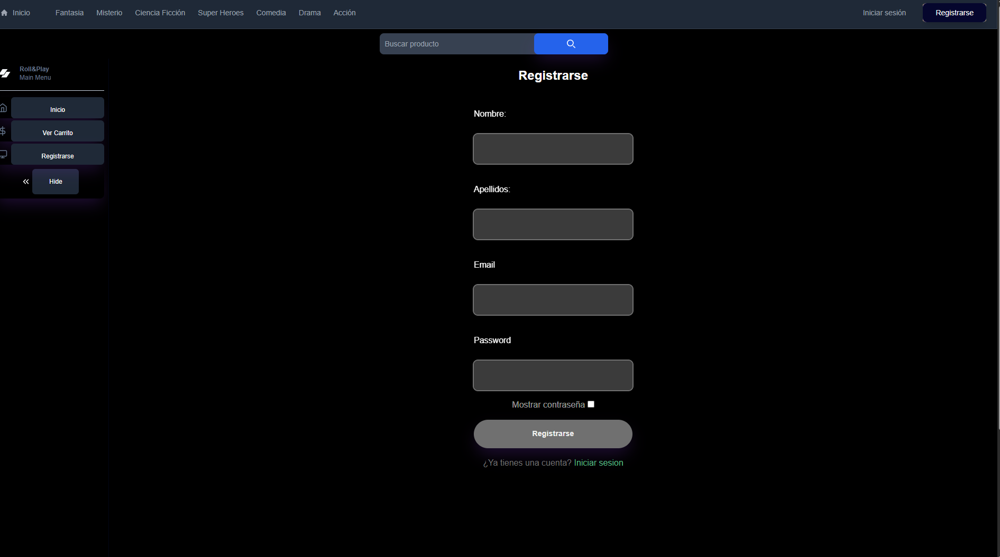 Inicio Fantasia Misterio Ciencia Ficción Super Heroes Comedia Drama Acción Iniciar sesión Registrarse
Buscar producto
Roll&Play
Main Menu
Inicio
Ver Carrito
Registrarse
Hide
Registrarse
Nombre:
Apellidos:
Email
Password
Mostrar contraseña
Registrarse
¿Ya tienes una cuenta? Iniciar sesion